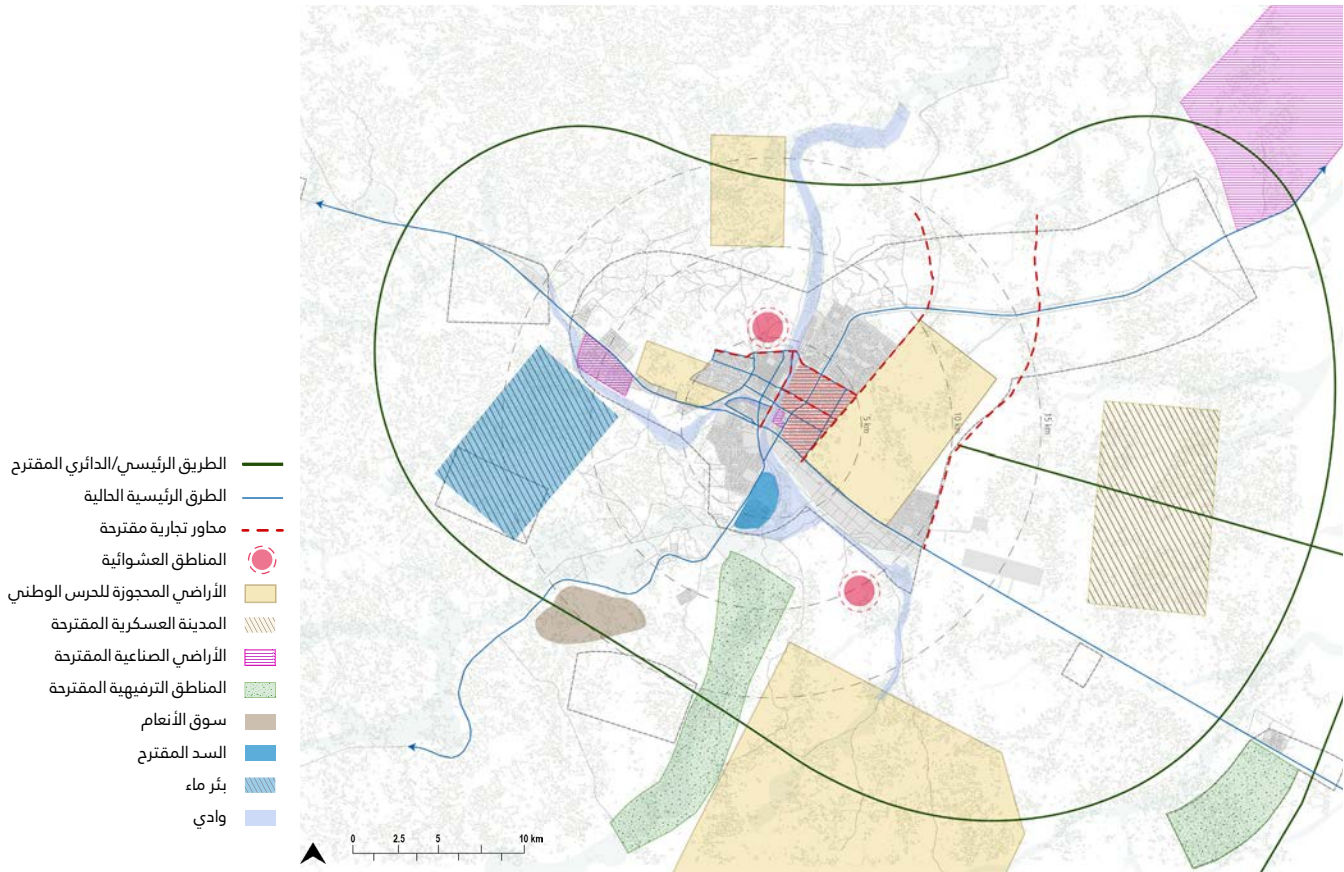 الطريق الرئيسي/الدائري المقترح
الطرق الرئيسية الحالية
محاور تجارية مقترحة
المناطق العشوائية
الأراضي المحجوزة للحرس الوطني
المدينة العسكرية المقترحة
الأراضي الصناعية المقترحة
المناطق الترفيهية المقترحة
سوق الأنعام
السد المقترح
بئر ماء
وادي
5 km
10 km
15 km
0 2.5 5 10 km